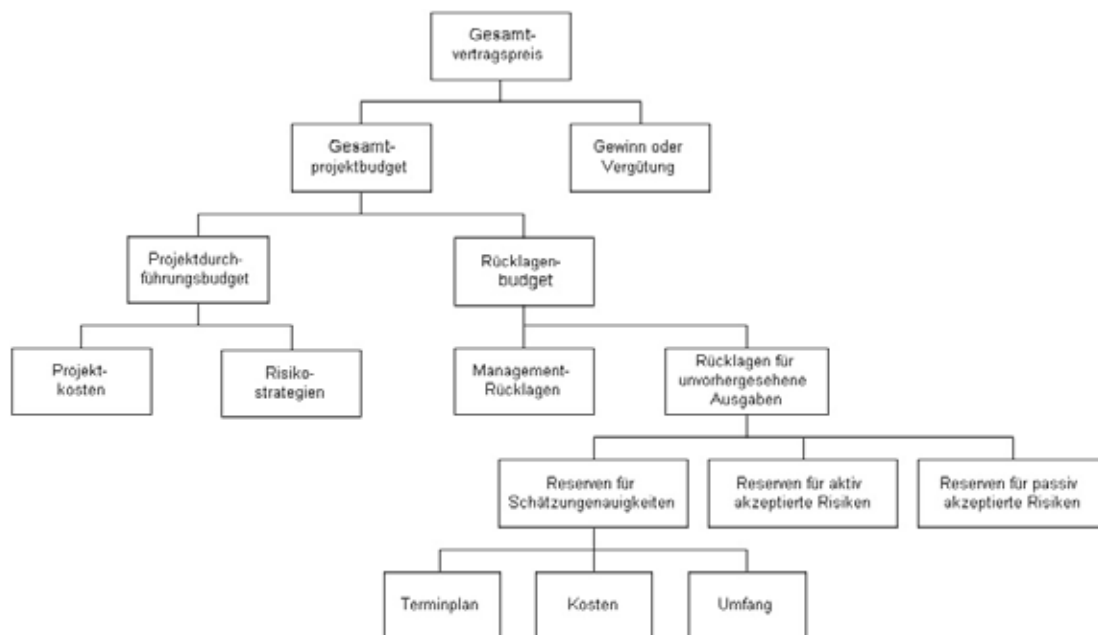 Gesamt-
vertragspreis
Gesamt-
projektbudget
Gewinn oder
Vergütung
Projektdurch-
führungsbudget
Rücklagen-
budget
Projekt-
kosten
Risiko-
strategien
Management-
Rücklagen
Rücklagen für
unvorhergesehene
Ausgaben
Reserven für
Schätzungenauigkeiten
Reserven für aktiv
akzeptierte Risiken
Reserven für passiv
akzeptierte Risiken
Terminplan
Kosten
Umfang